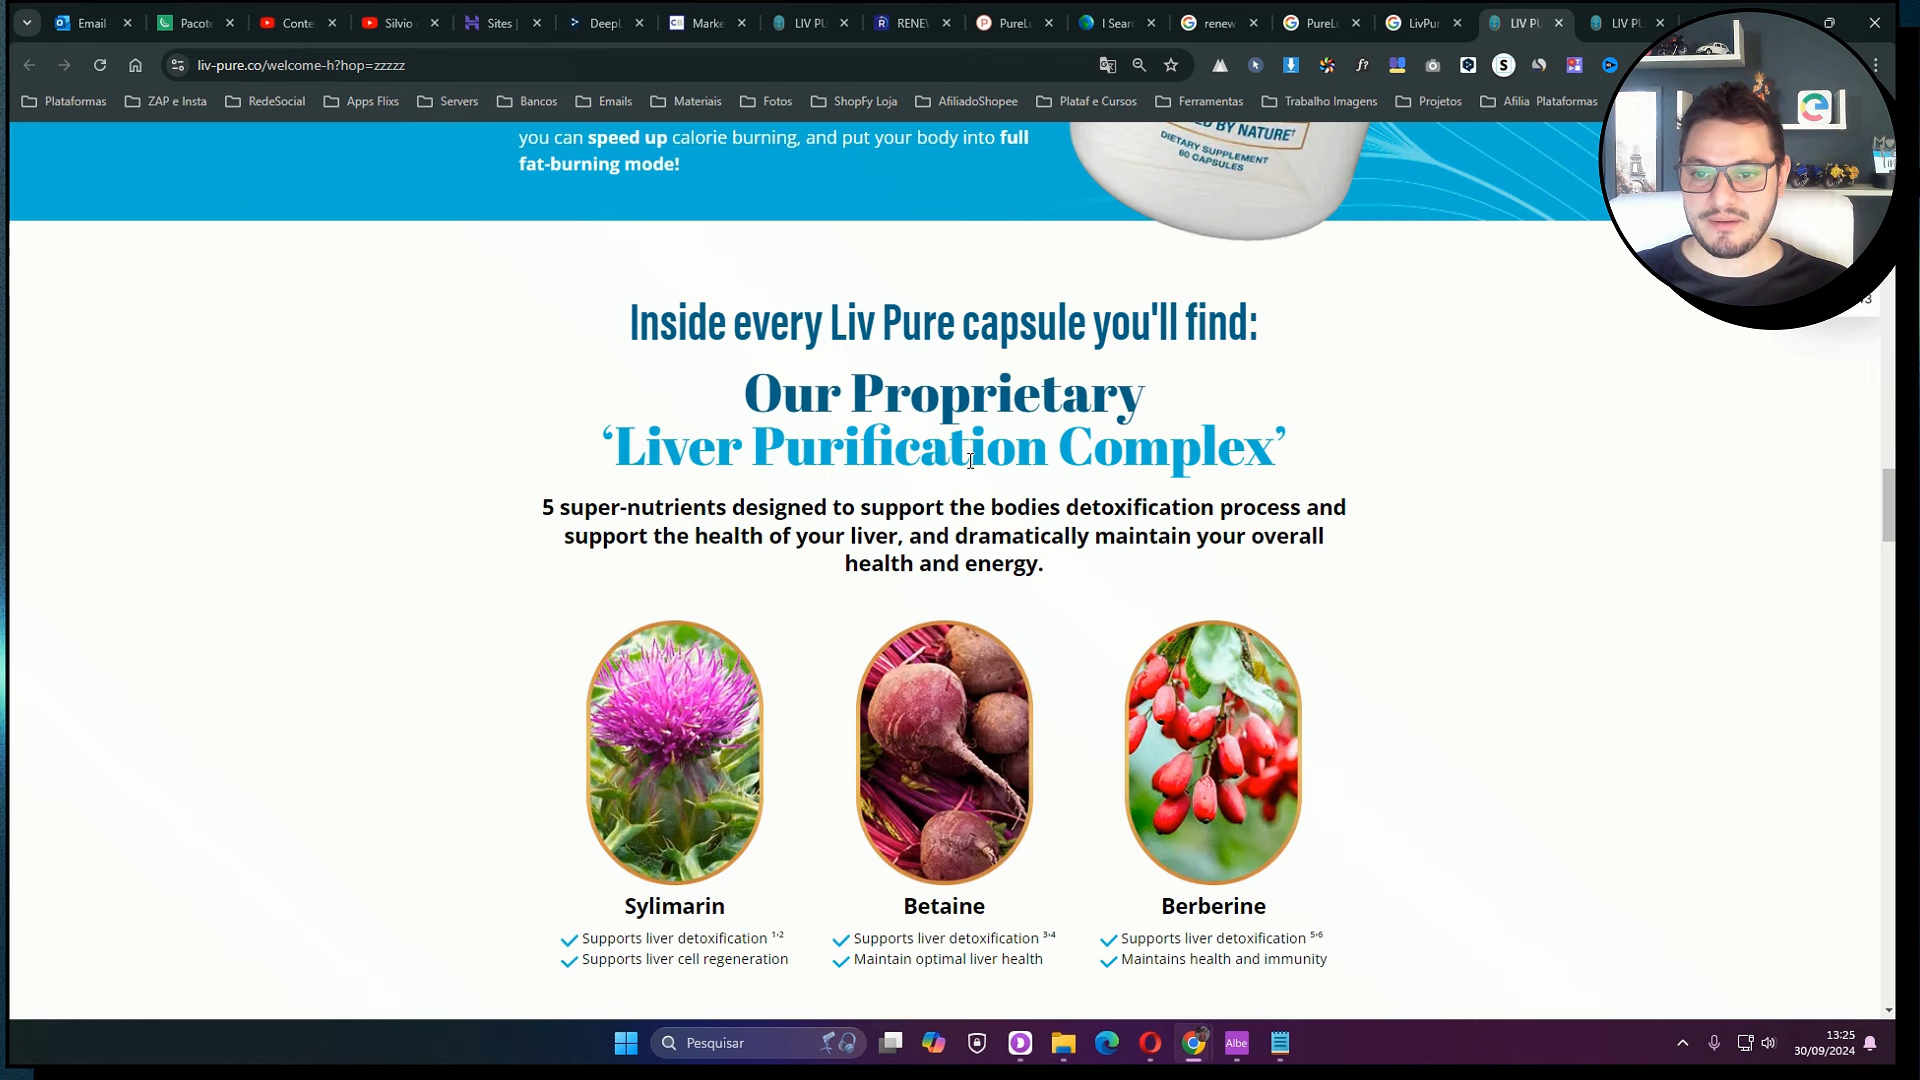 Email
Pacote
Conte
Silvio
Sites |
DeepL
Marke
LIV PU
RENE
PureLu
I Sear
renew
PureLu
LivPur
LIV PU
LIV PU
liv-pure.co/welcome-h?hop=zzzzz
Plataformas
ZAP e Insta
RedeSocial
Apps Flixs
Servers
Bancos
Emails
Materiais
Fotos
ShopFy Loja
AfiliadoShopee
Plataf e Cursos
Ferramentas
Trabalho Imagens
Projetos
Afilia Plataformas
you can speed up calorie burning, and put your body into full
fat-burning mode!
ED BY NATURE†
DIETARY SUPPLEMENT
60 CAPSULES
Inside every Liv Pure capsule you'll find:
Our Proprietary
‘Liver Purification Complex’
5 super-nutrients designed to support the bodies detoxification process and
support the health of your liver, and dramatically maintain your overall
health and energy.
Sylimarin
Supports liver detoxification ¹·²
Supports liver cell regeneration
Betaine
Supports liver detoxification ³·⁴
Maintain optimal liver health
Berberine
Supports liver detoxification ⁵·⁶
Maintains health and immunity
Pesquisar
Albe
13:25
30/09/2024